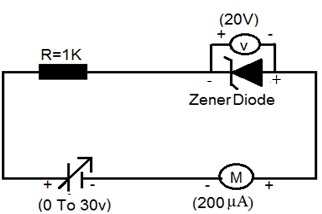 (20V)
+ -
R=1K
v
- +
Zener Diode
+ -
M
- +
(0 To 30v)
(200 µA)